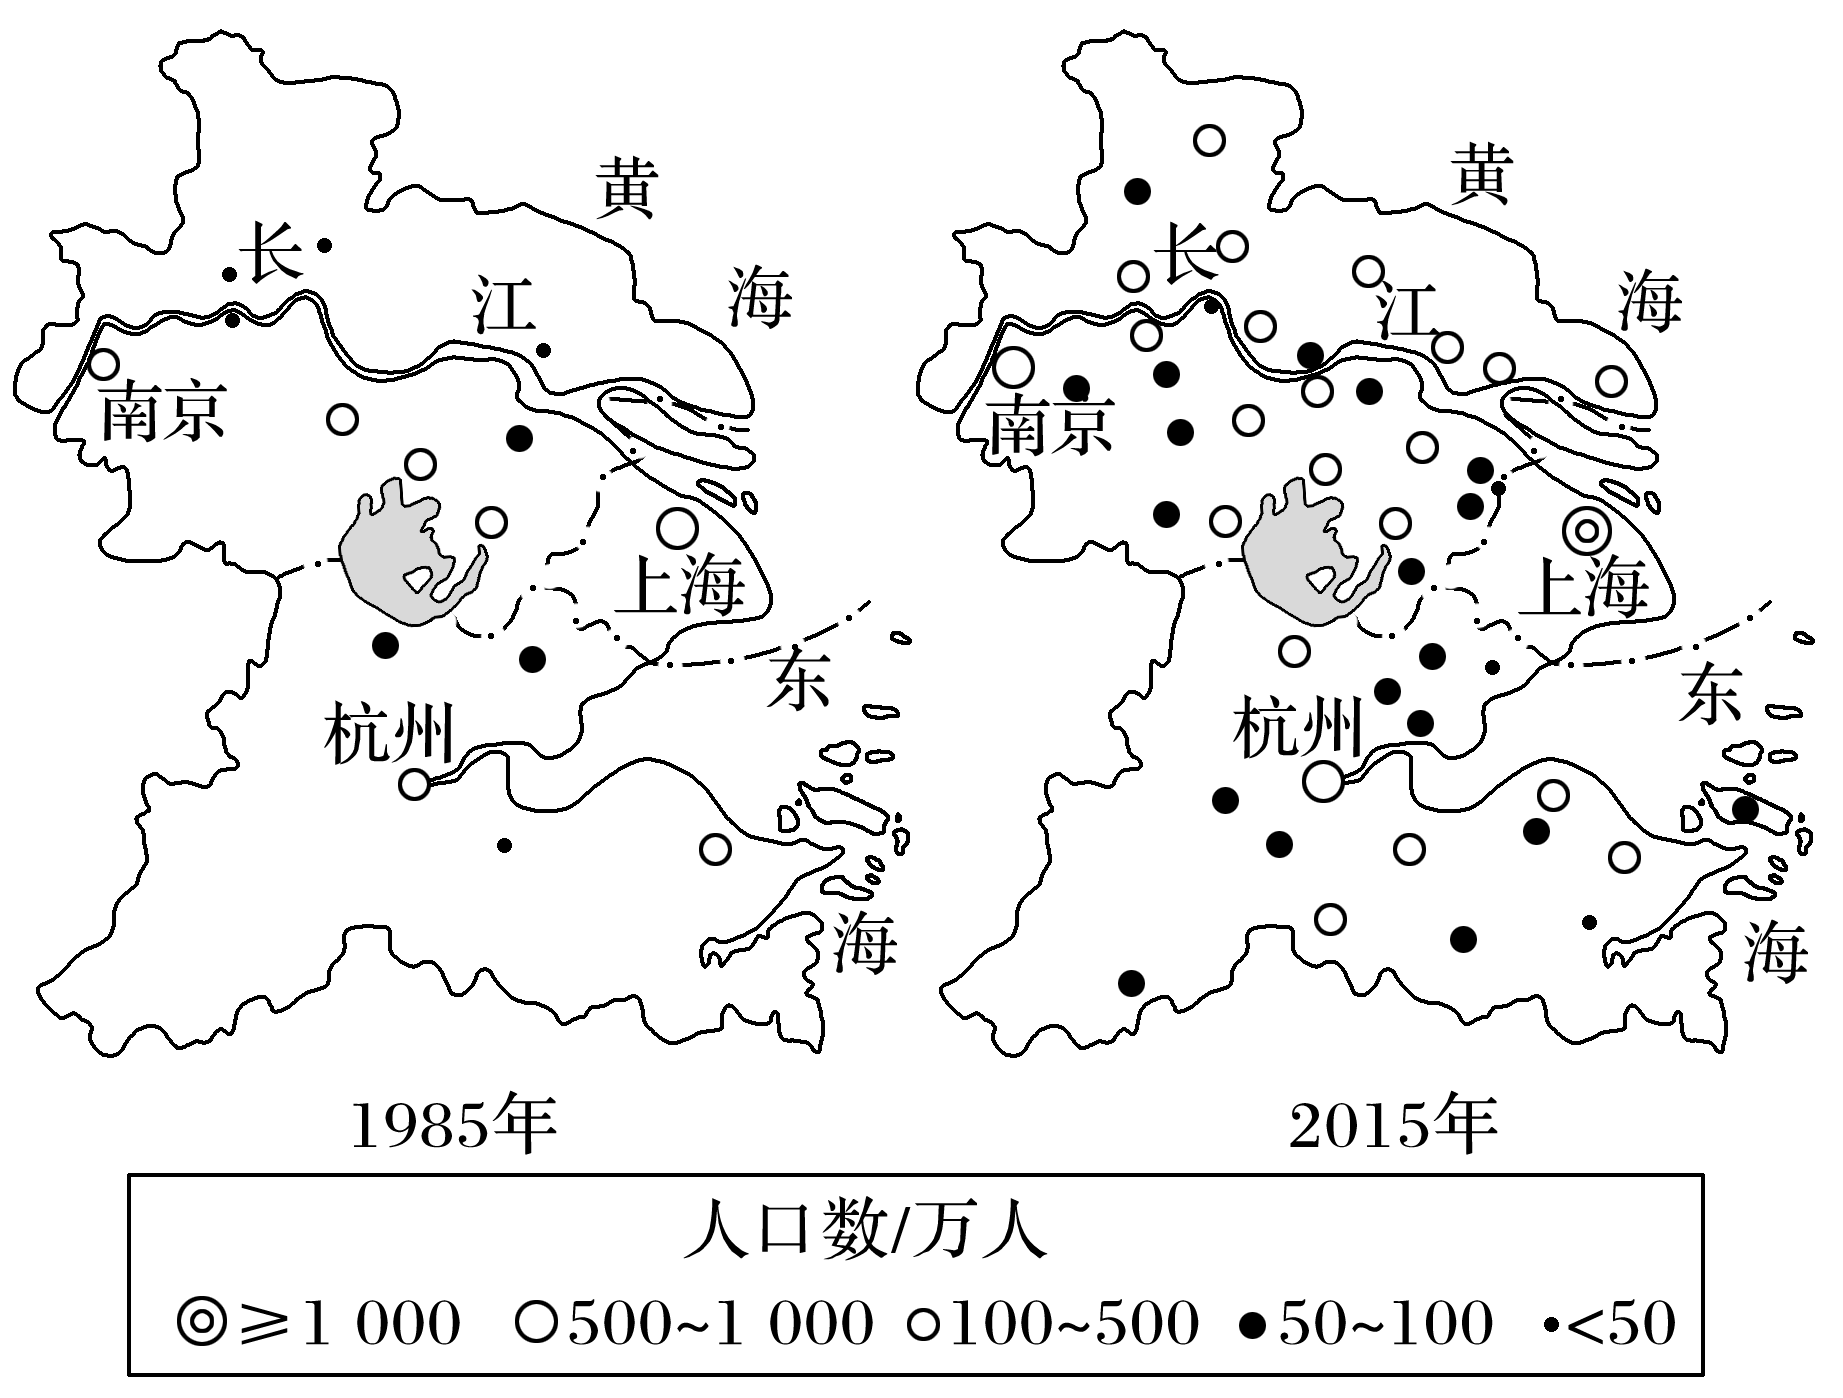 黄
长
江
海
南京
上海
东
杭州
海
1985年
黄
长
江
海
南京
上海
东
杭州
海
2015年
人口数/万人
≥1 000 500~1 000 100~500 50~100 <50